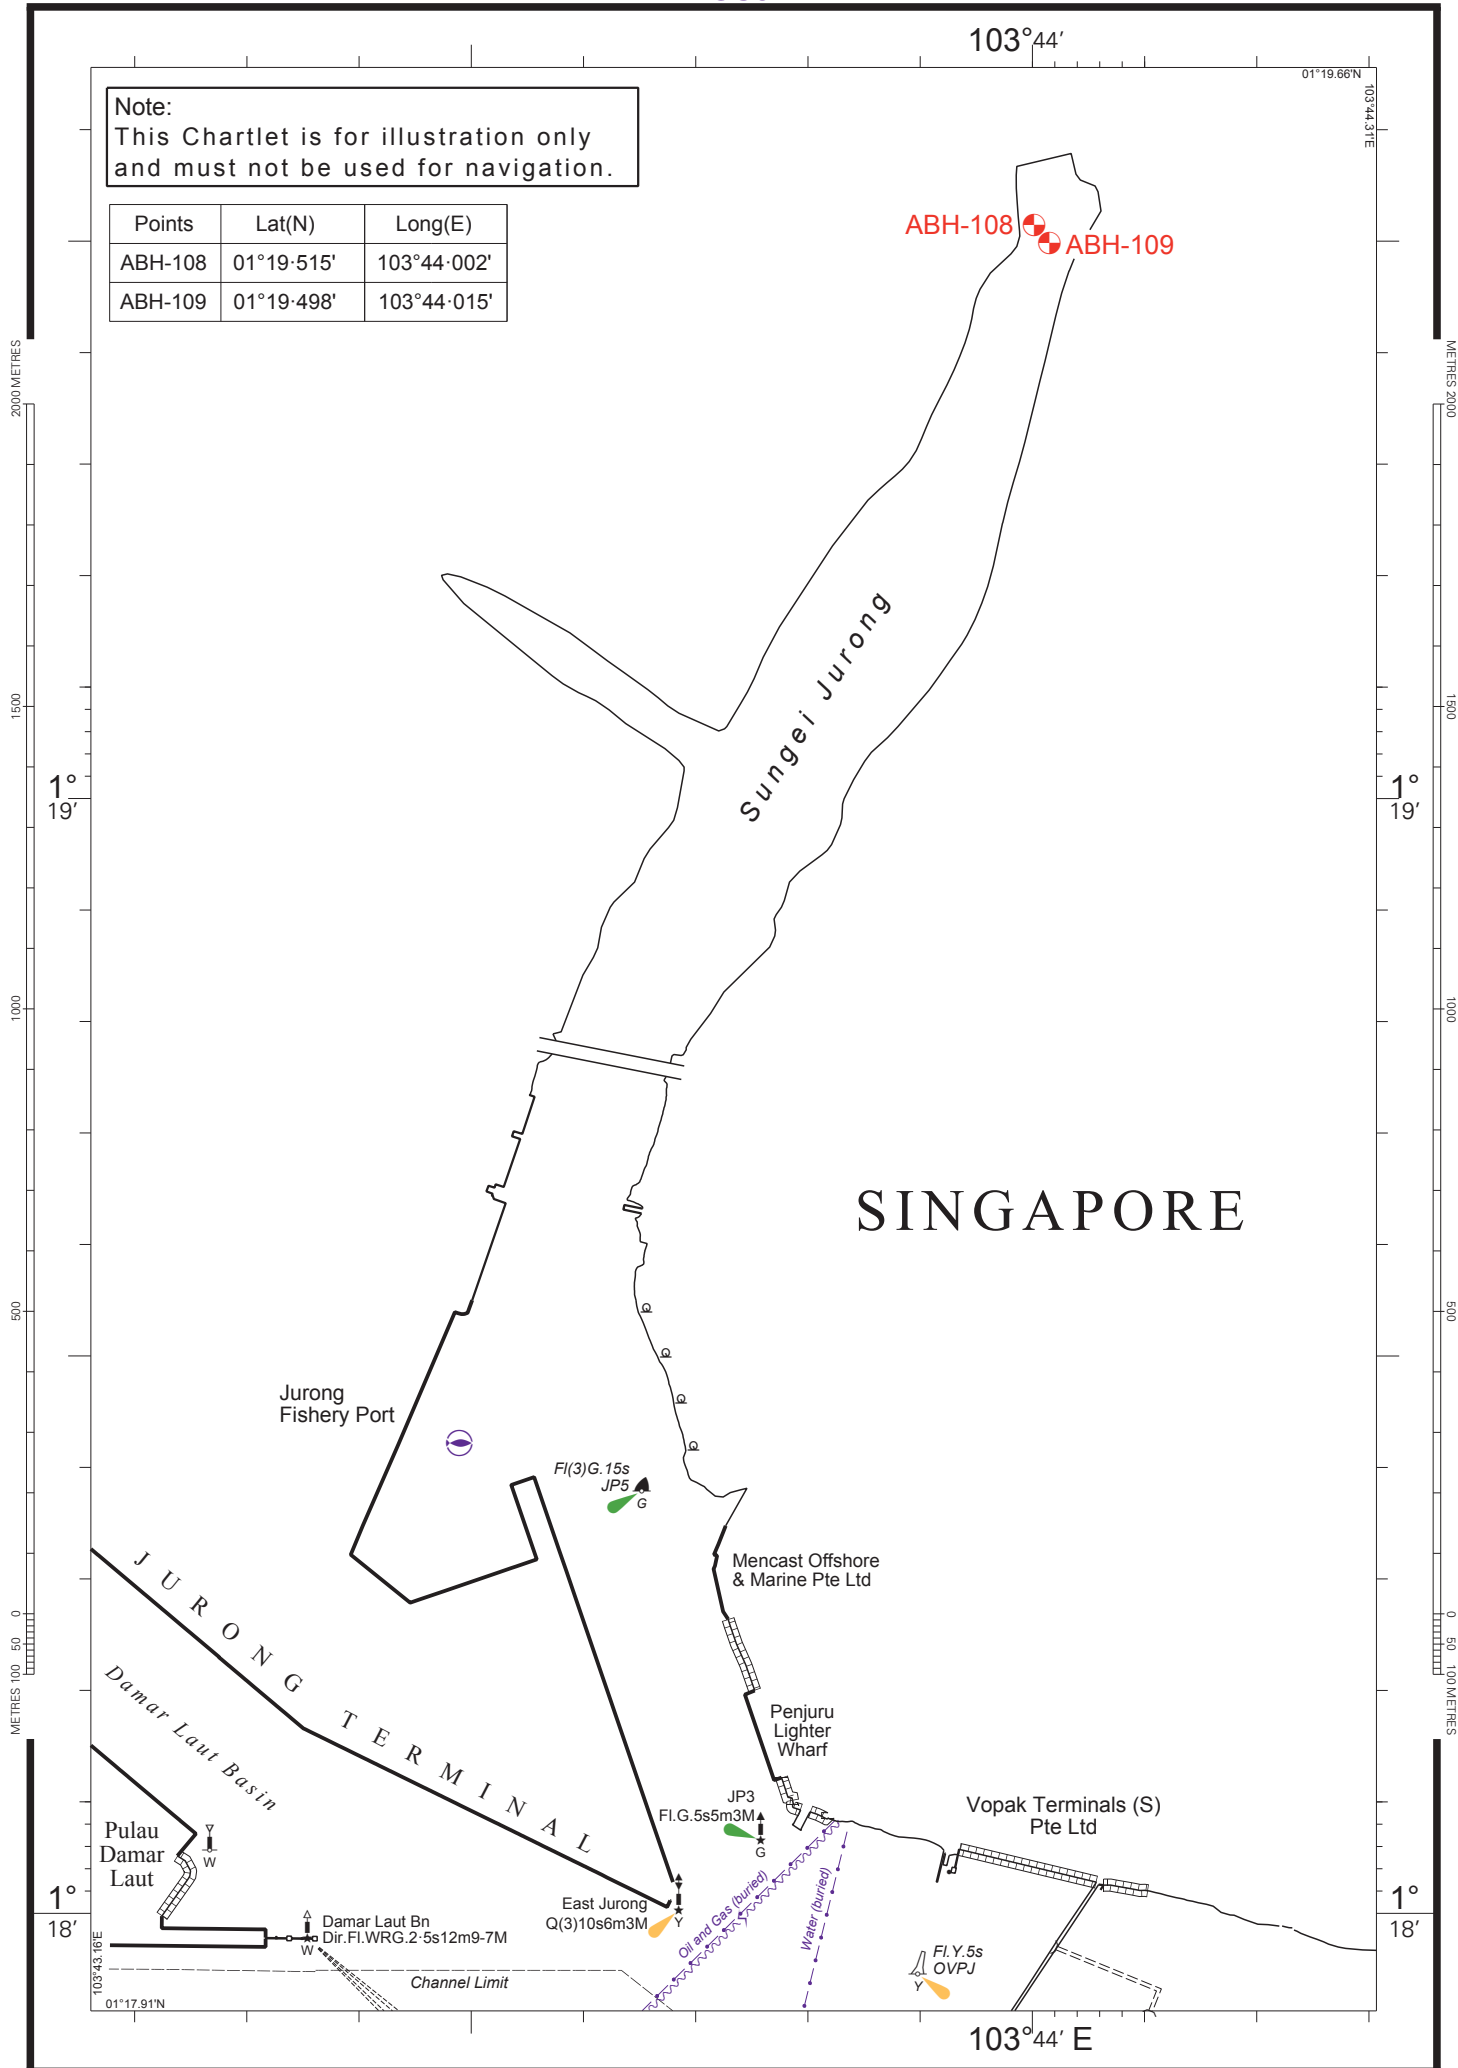 103°44′
01°19.66'N
103°44.31'E
Note:
This Chartlet is for illustration only
and must not be used for navigation.
Points Lat(N) Long(E)
ABH-108 01°19·515' 103°44·002'
ABH-109 01°19·498' 103°44·015'
ABH-108
ABH-109
2000 METRES
METRES 2000
Sungei Jurong
1500
1500
1°
19′
1°
19′
1000
1000
SINGAPORE
500
500
Jurong
Fishery Port
Fl(3)G.15s
JP5
G
Mencast Offshore
& Marine Pte Ltd
JURONG TERMINAL
Damar Laut Basin
0
50
METRES 100
0
50
100 METRES
Penjuru
Lighter
Wharf
JP3
Fl.G.5s5m3M
G
Vopak Terminals (S)
Pte Ltd
Pulau
Damar
Laut
W
Oil and Gas (buried)
Water (buried)
1°
18′
1°
18′
East Jurong
Q(3)10s6m3M
Y
Damar Laut Bn
Dir.Fl.WRG.2·5s12m9-7M
W
Fl.Y.5s
OVPJ
Y
Channel Limit
103°43.16'E
01°17.91'N
103°44′ E